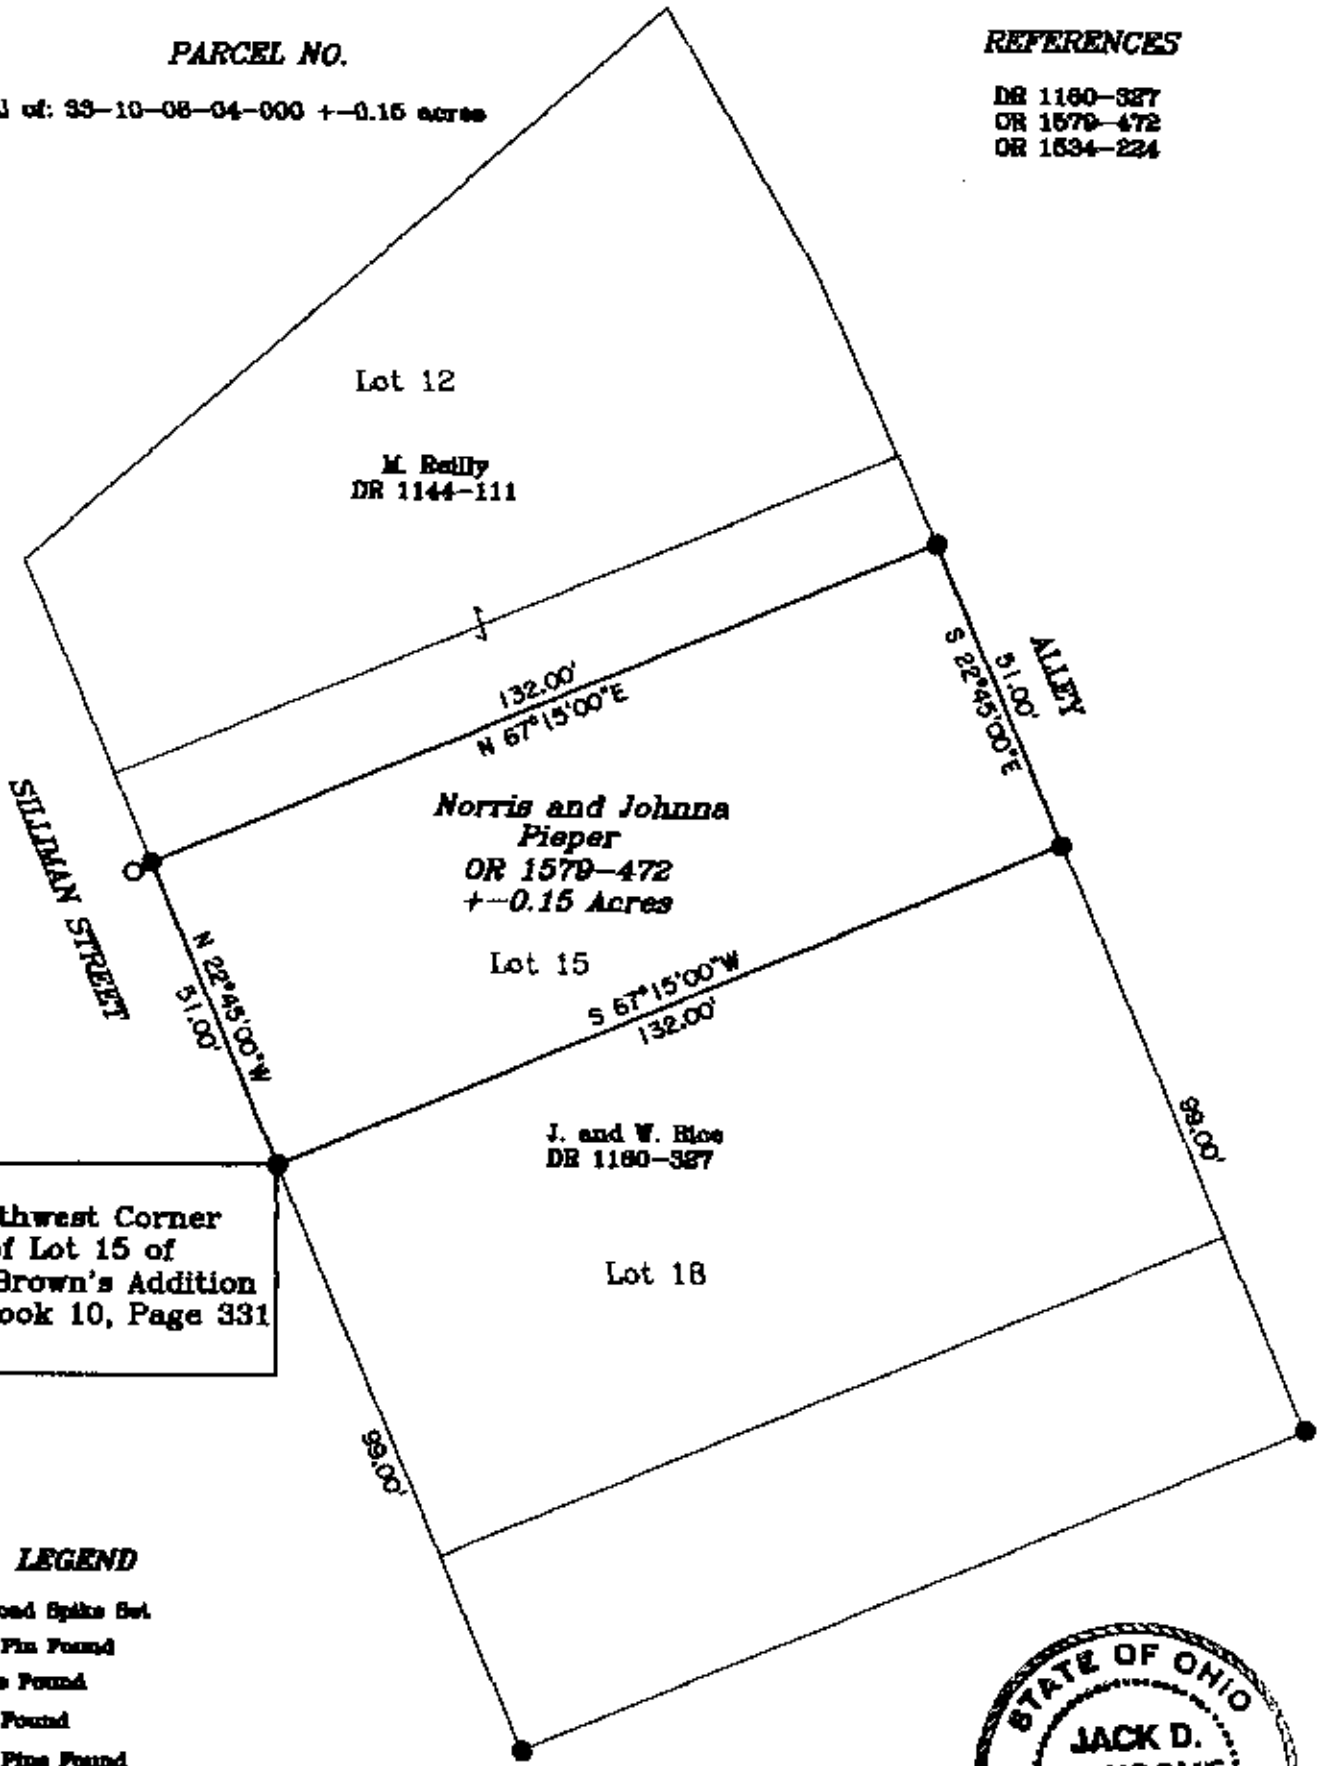 PARCEL NO.
of: 33-10-08-04-000 +-0.15 acres
REFERENCES
DR 1160-327
OR 1579-472
OR 1534-224
Lot 12
M. Reilly
DR 1144-111
132.00'
N 67°15'00"E
S 22°45'00"E
51.00'
ALLEY
SILLIMAN STREET
Norris and Johnna
Pieper
OR 1579-472
+-0.15 Acres
Lot 15
N 22°45'00"W
51.00'
S 67°15'00"W
132.00'
J. and W. Rice
DR 1160-327
99.00'
thwest Corner
of Lot 15 of
Brown's Addition
ook 10, Page 331
Lot 18
99.00'
LEGEND
oad Spike Set
Pin Found
Found
Found
Pipe Found
STATE OF OHIO
JACK D.